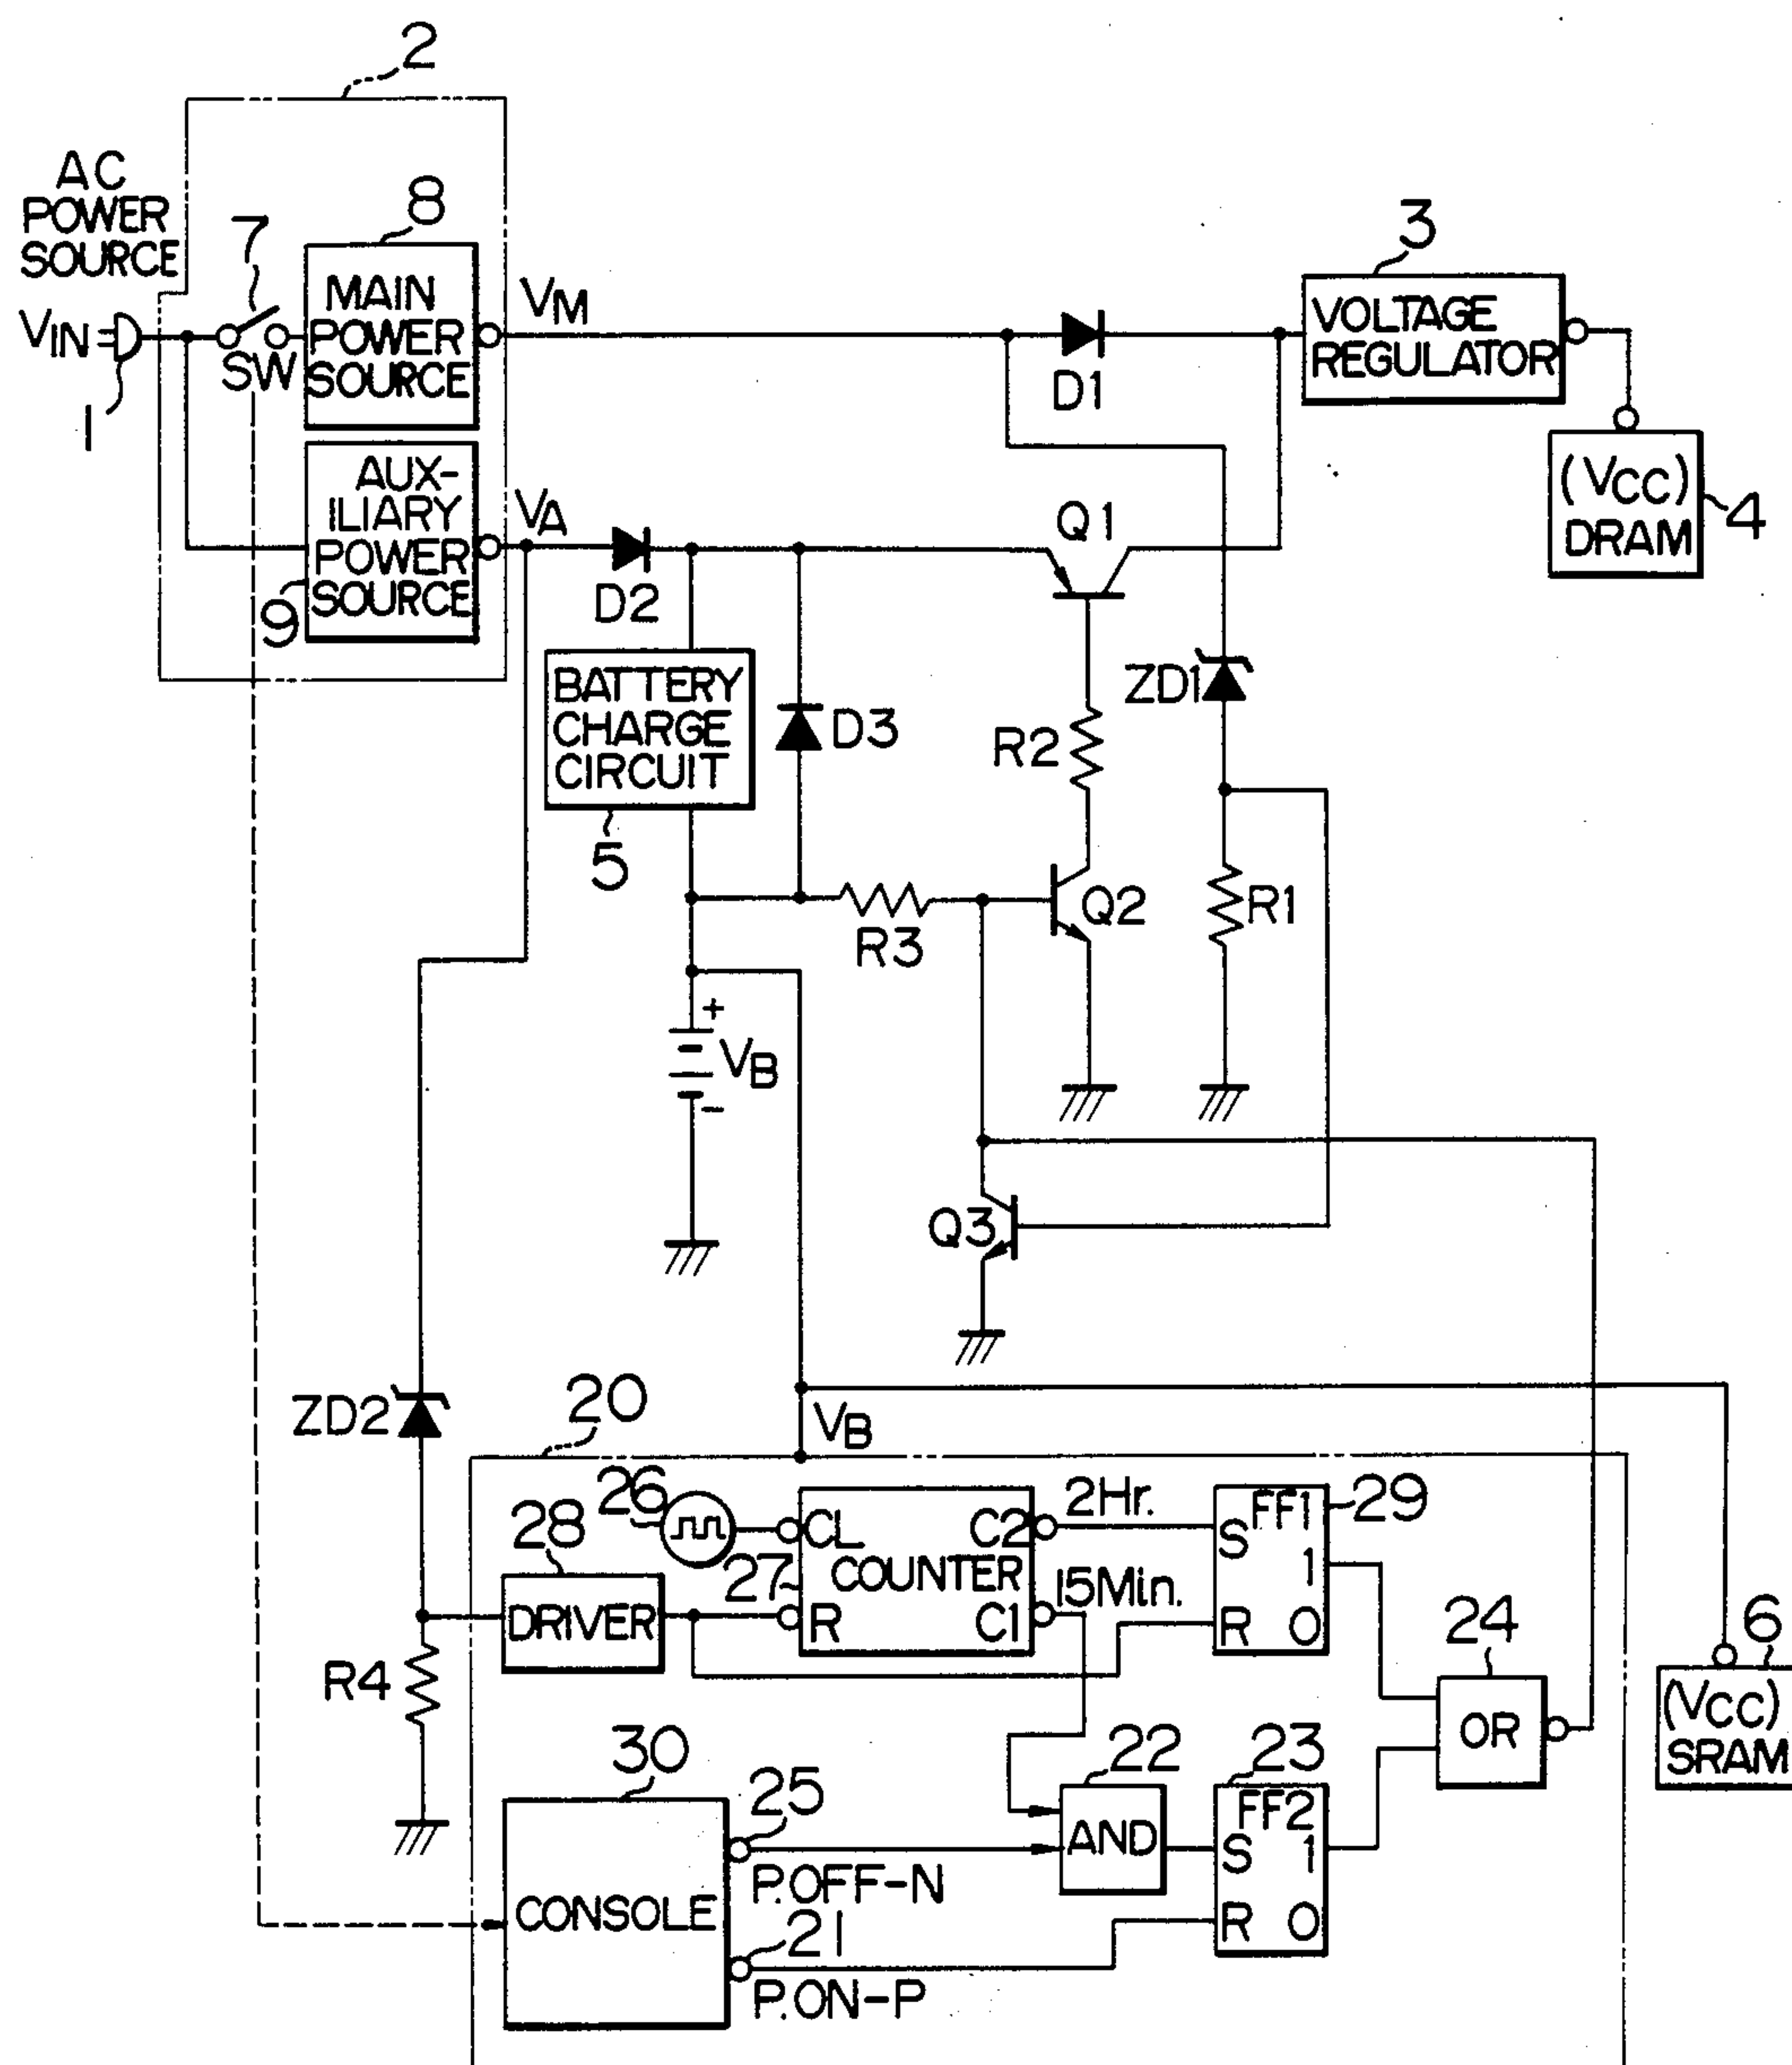 2
AC
POWER
SOURCE
7
8
3
MAIN
POWER
SOURCE
VM
VOLTAGE
REGULATOR
VIN
SW
D1
1
AUX-
ILIARY
POWER
SOURCE
VA
Q1
(VCC)
DRAM
4
9
D2
BATTERY
CHARGE
CIRCUIT
D3
ZD1
R2
5
R3
Q2
R1
+
VB
-
Q3
ZD2
20
VB
26
2Hr.
FF1
29
28
CL
C2
S
1
27
COUNTER
15Min.
DRIVER
R
C1
R
0
24
6
R4
(VCC)
SRAM
30
22
23
OR
25
FF2
AND
S
1
P.OFF-N
CONSOLE
21
R
0
P.ON-P